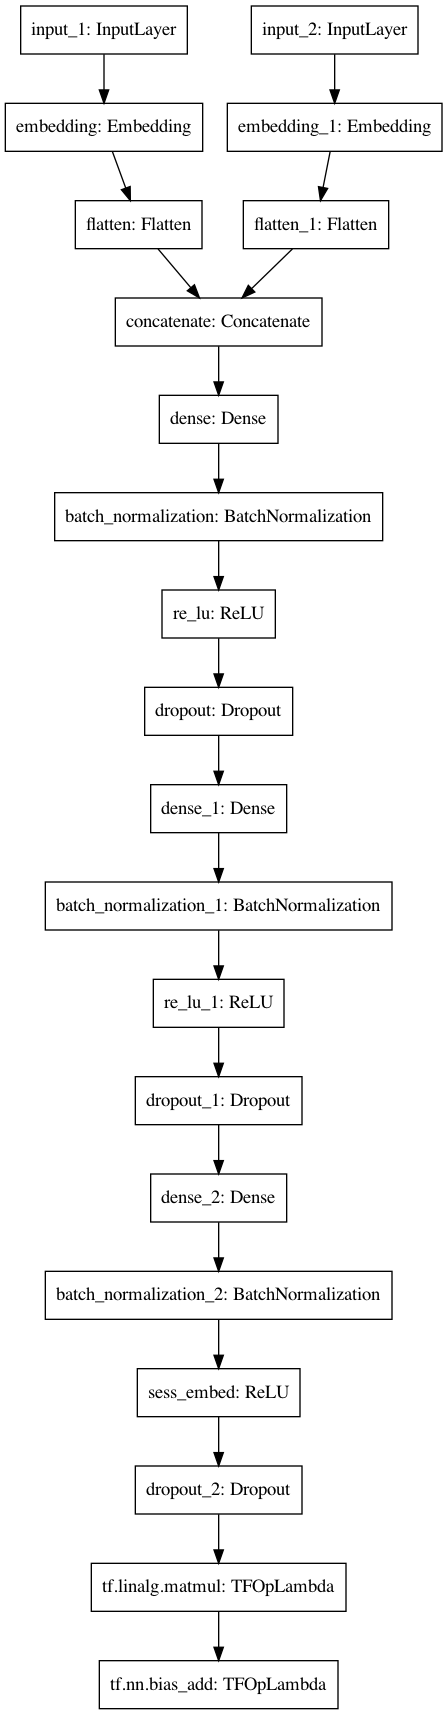 input_1: InputLayer
input_2: InputLayer
embedding: Embedding
embedding_1: Embedding
flatten: Flatten
flatten_1: Flatten
concatenate: Concatenate
dense: Dense
batch_normalization: BatchNormalization
re_lu: ReLU
dropout: Dropout
dense_1: Dense
batch_normalization_1: BatchNormalization
re_lu_1: ReLU
dropout_1: Dropout
dense_2: Dense
batch_normalization_2: BatchNormalization
sess_embed: ReLU
dropout_2: Dropout
tf.linalg.matmul: TFOpLambda
tf.nn.bias_add: TFOpLambda